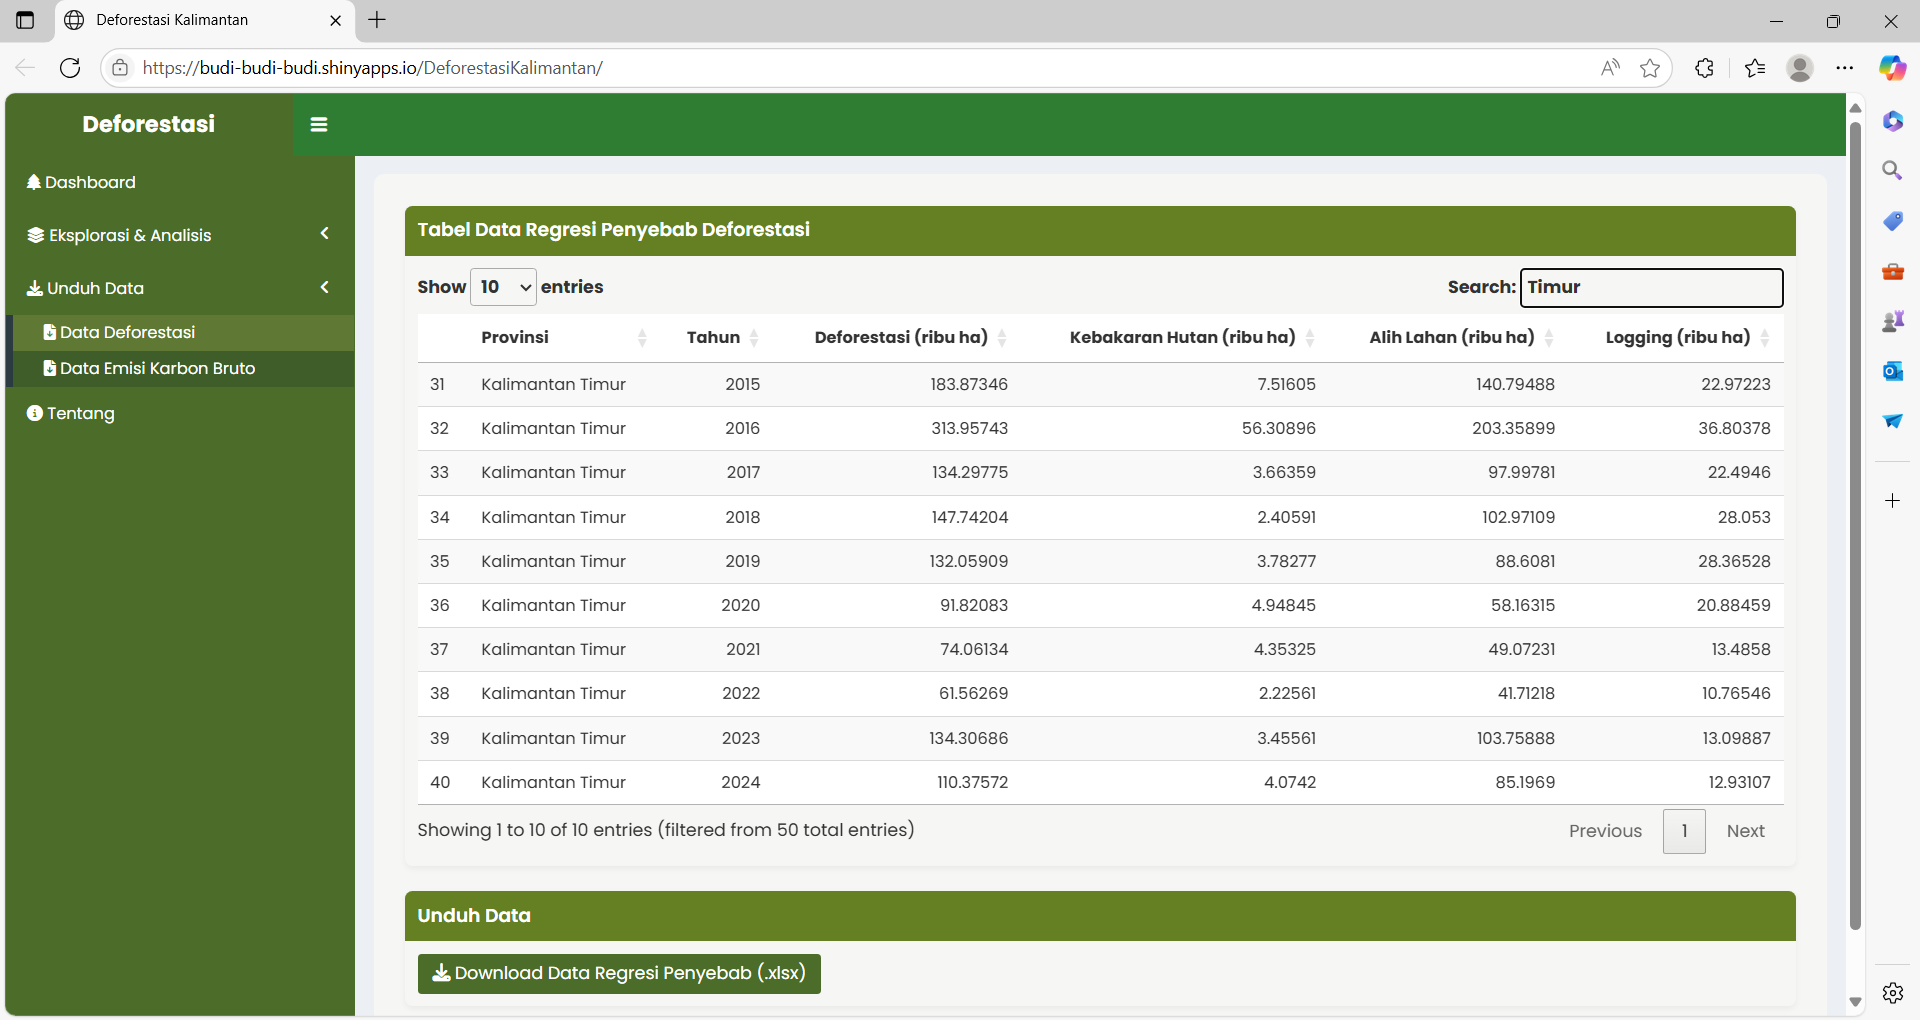 Deforestasi Kalimantan
https://budi-budi-budi.shinyapps.io/DeforestasiKalimantan/
Deforestasi
Dashboard
Eksplorasi & Analisis
Unduh Data
Data Deforestasi
Data Emisi Karbon Bruto
Tentang
Tabel Data Regresi Penyebab Deforestasi
Show 10 entries Search: Timur
Provinsi Tahun Deforestasi (ribu ha) Kebakaran Hutan (ribu ha) Alih Lahan (ribu ha) Logging (ribu ha)
31 Kalimantan Timur 2015 183.87346 7.51605 140.79488 22.97223
32 Kalimantan Timur 2016 313.95743 56.30896 203.35899 36.80378
33 Kalimantan Timur 2017 134.29775 3.66359 97.99781 22.4946
34 Kalimantan Timur 2018 147.74204 2.40591 102.97109 28.053
35 Kalimantan Timur 2019 132.05909 3.78277 88.6081 28.36528
36 Kalimantan Timur 2020 91.82083 4.94845 58.16315 20.88459
37 Kalimantan Timur 2021 74.06134 4.35325 49.07231 13.4858
38 Kalimantan Timur 2022 61.56269 2.22561 41.71218 10.76546
39 Kalimantan Timur 2023 134.30686 3.45561 103.75888 13.09887
40 Kalimantan Timur 2024 110.37572 4.0742 85.1969 12.93107
Showing 1 to 10 of 10 entries (filtered from 50 total entries) Previous 1 Next
Unduh Data
Download Data Regresi Penyebab (.xlsx)